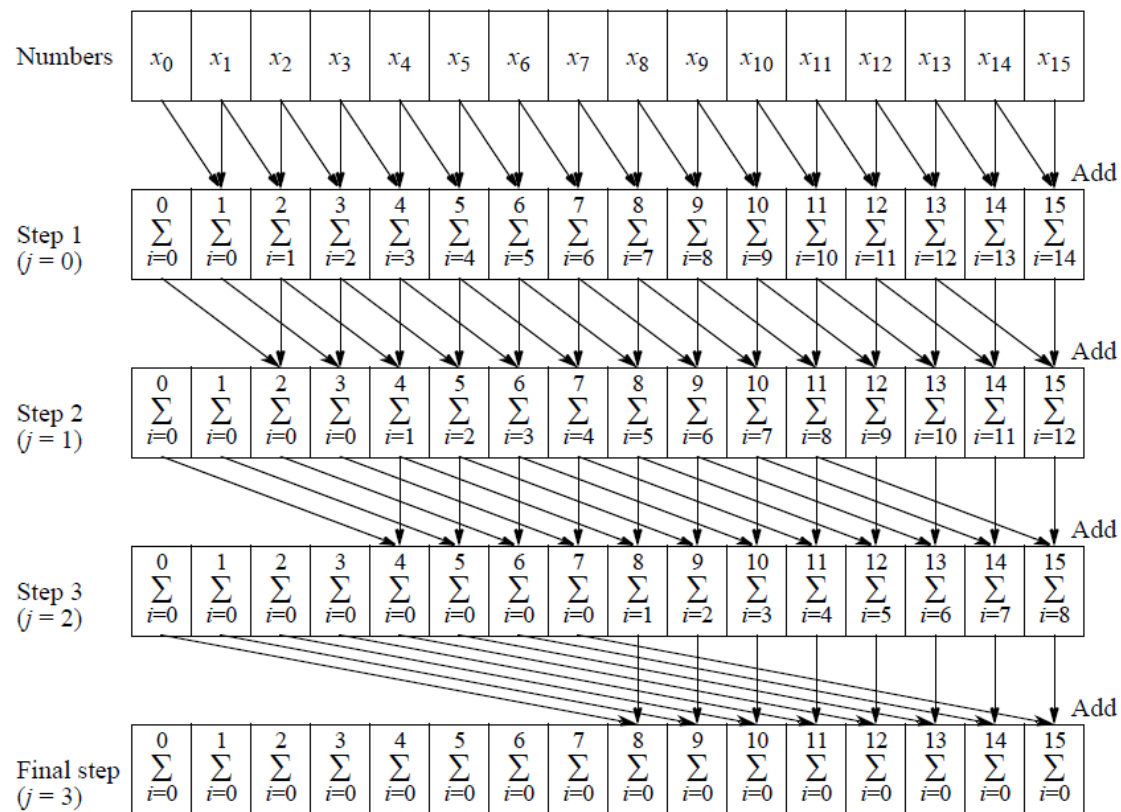 Numbers x0 x1 x2 x3 x4 x5 x6 x7 x8 x9 x10 x11 x12 x13 x14 x15
Add
0 1 2 3 4 5 6 7 8 9 10 11 12 13 14 15
Step 1 ∑ ∑ ∑ ∑ ∑ ∑ ∑ ∑ ∑ ∑ ∑ ∑ ∑ ∑ ∑ ∑
(j = 0) i=0 i=0 i=1 i=2 i=3 i=4 i=5 i=6 i=7 i=8 i=9 i=10 i=11 i=12 i=13 i=14
Add
0 1 2 3 4 5 6 7 8 9 10 11 12 13 14 15
Step 2 ∑ ∑ ∑ ∑ ∑ ∑ ∑ ∑ ∑ ∑ ∑ ∑ ∑ ∑ ∑ ∑
(j = 1) i=0 i=0 i=0 i=0 i=1 i=2 i=3 i=4 i=5 i=6 i=7 i=8 i=9 i=10 i=11 i=12
Add
0 1 2 3 4 5 6 7 8 9 10 11 12 13 14 15
Step 3 ∑ ∑ ∑ ∑ ∑ ∑ ∑ ∑ ∑ ∑ ∑ ∑ ∑ ∑ ∑ ∑
(j = 2) i=0 i=0 i=0 i=0 i=0 i=0 i=0 i=0 i=1 i=2 i=3 i=4 i=5 i=6 i=7 i=8
Add
0 1 2 3 4 5 6 7 8 9 10 11 12 13 14 15
Final step ∑ ∑ ∑ ∑ ∑ ∑ ∑ ∑ ∑ ∑ ∑ ∑ ∑ ∑ ∑ ∑
(j = 3) i=0 i=0 i=0 i=0 i=0 i=0 i=0 i=0 i=0 i=0 i=0 i=0 i=0 i=0 i=0 i=0